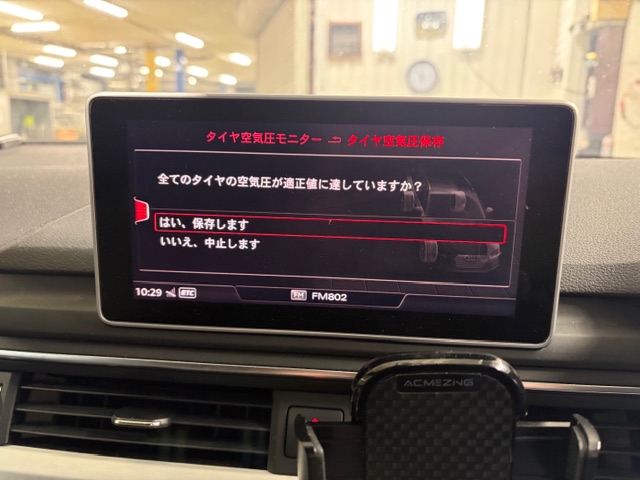 タイヤ空気圧モニター タイヤ空気圧保存
全てのタイヤの空気圧が適正値に達していますか？
はい、保存します
いいえ、中止します
10:29 ETC FM FM802
ACMEZING